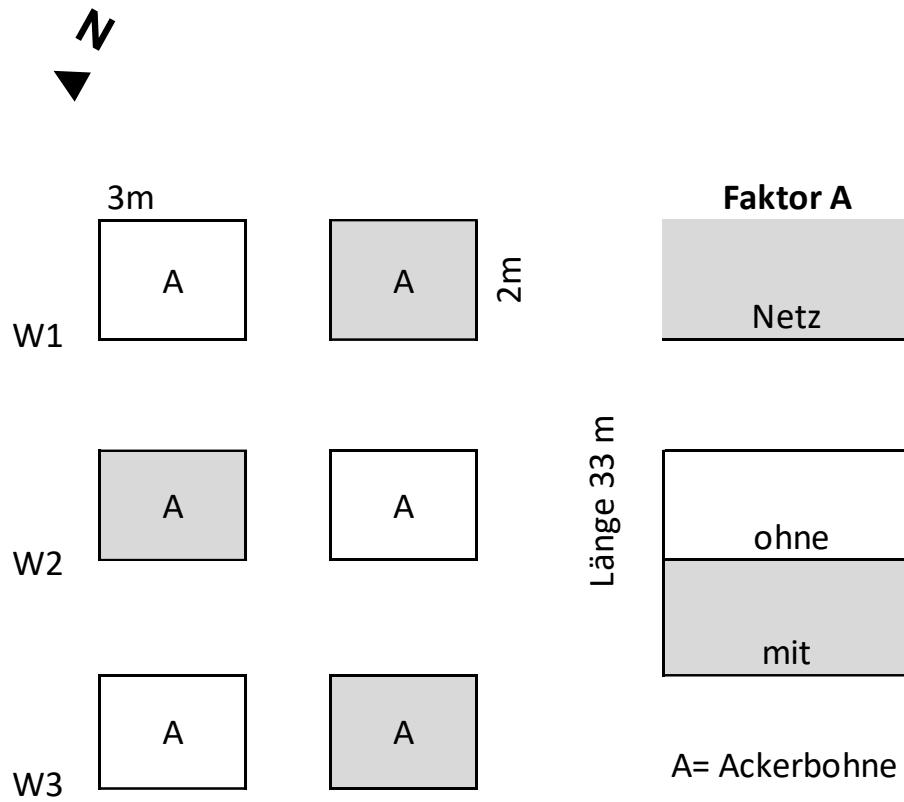 N
3m
Faktor A
A
A
2m
Netz
W1
Länge 33 m
A
A
ohne
W2
mit
A
A
A= Ackerbohne
W3